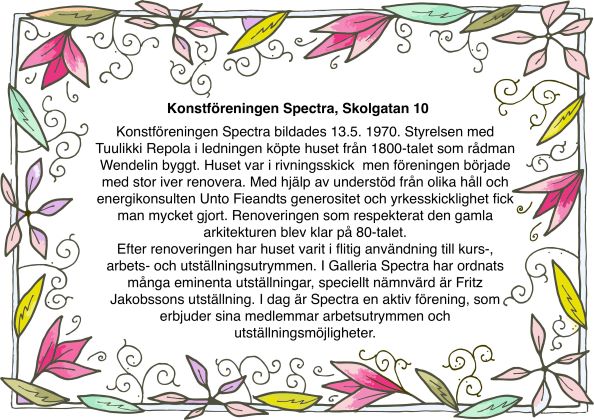 Konstföreningen Spectra, Skolgatan 10
Konstföreningen Spectra bildades 13.5. 1970. Styrelsen med
Tuulikki Repola i ledningen köpte huset från 1800-talet som rådman
Wendelin byggt. Huset var i rivningsskick  men föreningen började
med stor iver renovera. Med hjälp av understöd från olika håll och
energikonsulten Unto Fieandts generositet och yrkesskicklighet fick
man mycket gjort. Renoveringen som respekterat den gamla
arkitekturen blev klar på 80-talet.
Efter renoveringen har huset varit i flitig användning till kurs-,
arbets- och utställningsutrymmen. I Galleria Spectra har ordnats
många eminenta utställningar, speciellt nämnvärd är Fritz
Jakobssons utställning. I dag är Spectra en aktiv förening, som
erbjuder sina medlemmar arbetsutrymmen och
utställningsmöjligheter.